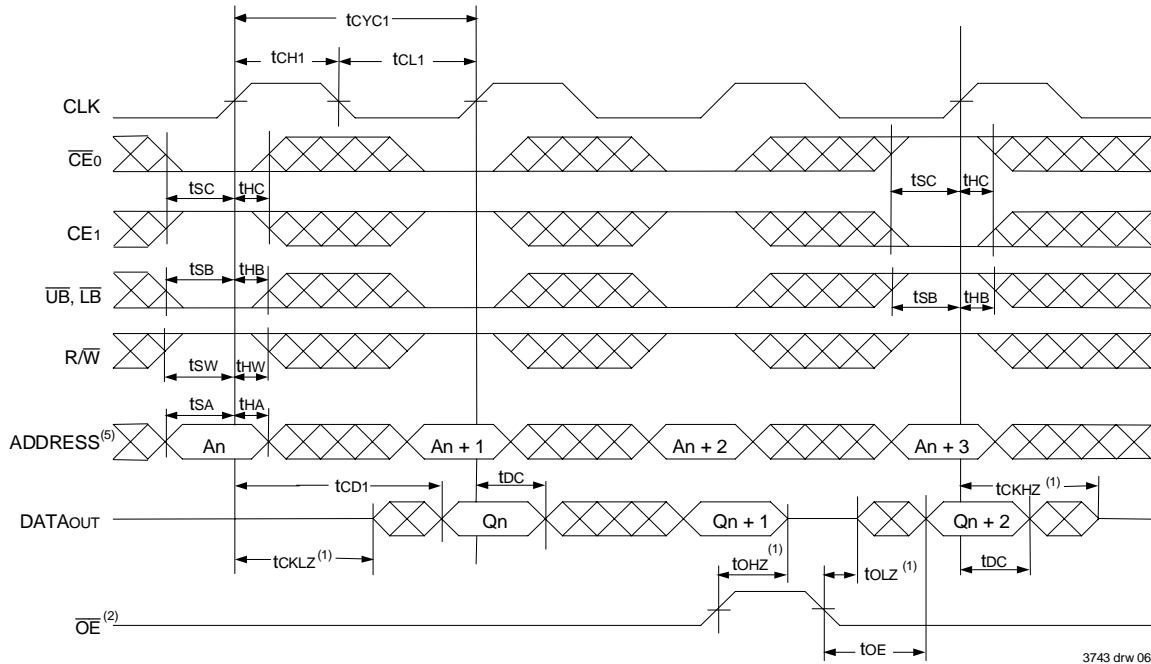 tCYC1
tCH1 tCL1
CLK
CE0
tSC tHC tSC tHC
CE1
tSB tHB
UB, LB
tSB tHB
R/W
tSW tHW
tSA tHA
ADDRESS(5) An An + 1 An + 2 An + 3
tCD1 tDC tCKHZ (1)
DATAOUT Qn Qn + 1 Qn + 2
tCKLZ(1) tOHZ(1) tOLZ (1) tDC
OE (2)
tOE
3743 drw 06